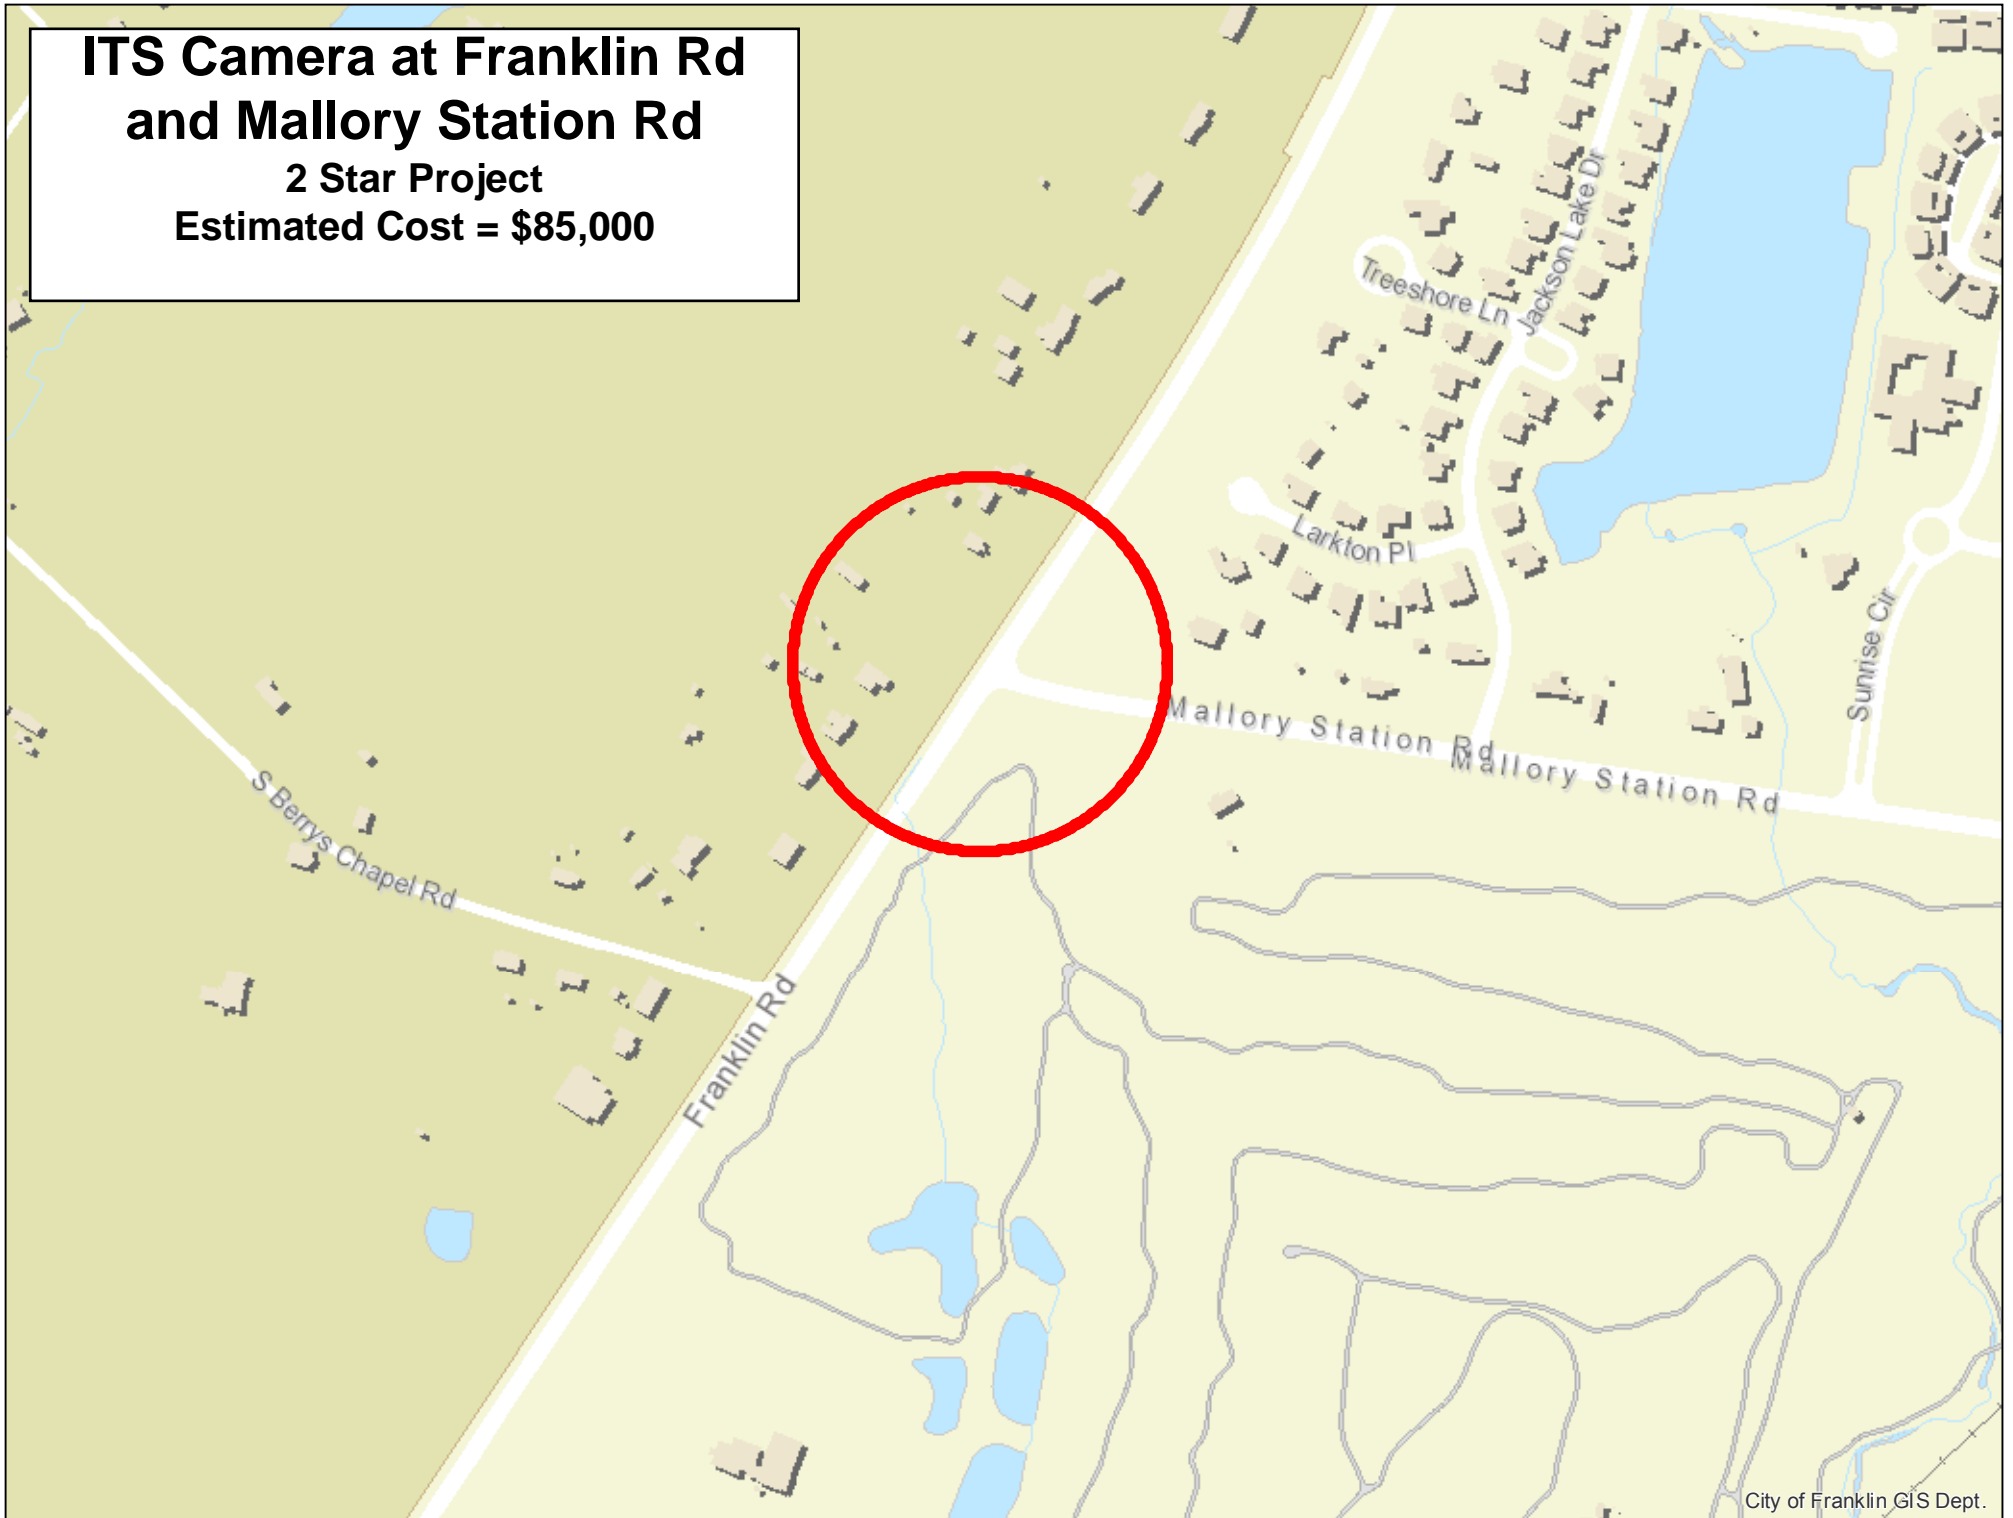 ITS Camera at Franklin Rd
and Mallory Station Rd
2 Star Project
Estimated Cost = $85,000
Jackson Lake Dr
Treeshore Ln
Larkton Pl
Sunrise Cir
Mallory Station Rd
Mallory Station Rd
S Berrys Chapel Rd
Franklin Rd
City of Franklin GIS Dept.